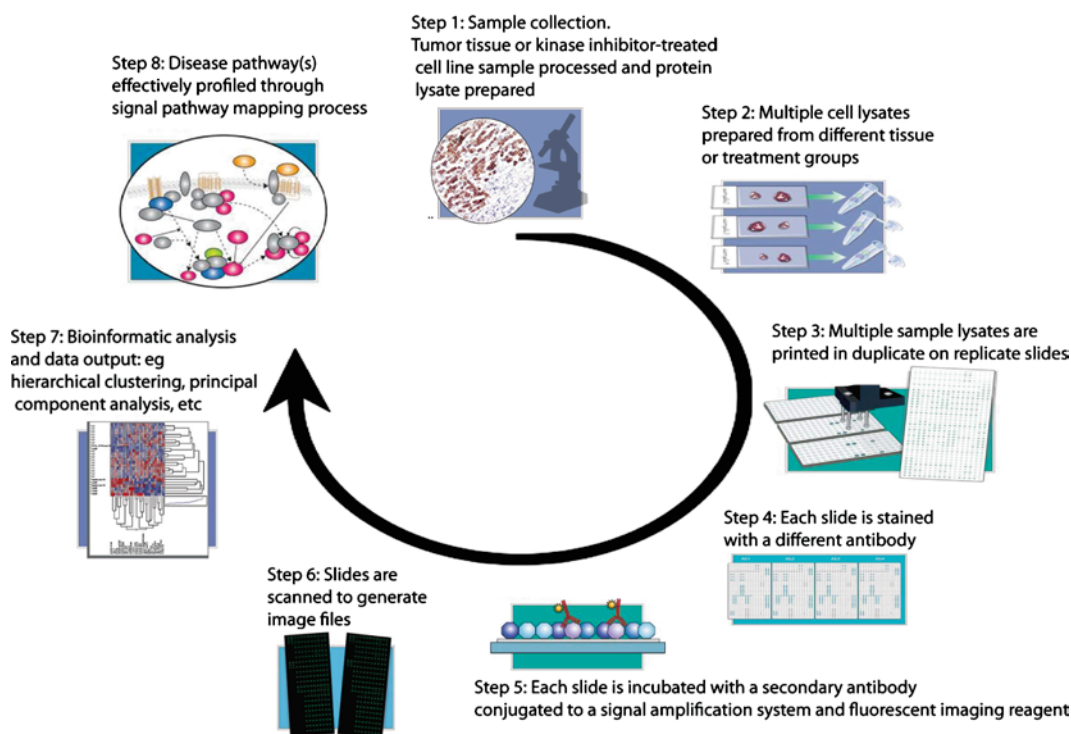 Step 1: Sample collection.
Tumor tissue or kinase inhibitor-treated
cell line sample processed and protein
lysate prepared
Step 2: Multiple cell lysates
prepared from different tissue
or treatment groups
Step 3: Multiple sample lysates are
printed in duplicate on replicate slides
Step 4: Each slide is stained
with a different antibody
Step 5: Each slide is incubated with a secondary antibody
conjugated to a signal amplification system and fluorescent imaging reagent
Step 6: Slides are
scanned to generate
image files
Step 7: Bioinformatic analysis
and data output: eg
hierarchical clustering, principal
component analysis, etc
Step 8: Disease pathway(s)
effectively profiled through
signal pathway mapping process